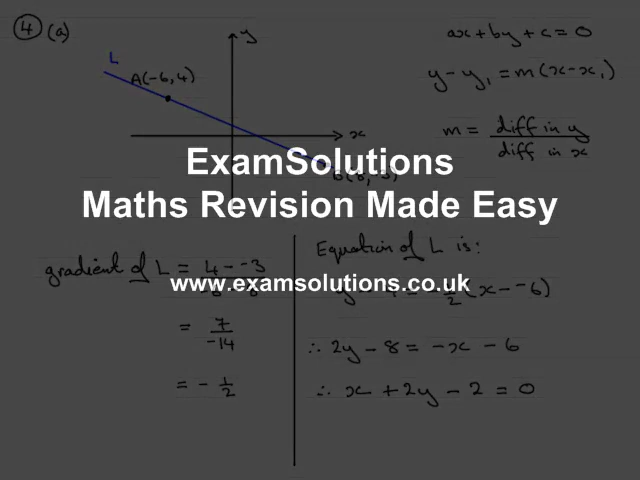 4 (a)
y
ax + by + c = 0
L
A(-6, 4)
y - y₁ = m(x - x₁)
x
m = diff in y / diff in x
ExamSolutions
Maths Revision Made Easy
www.examsolutions.co.uk
gradient of L = 4 - -3
= 7 / -14
= - 1/2
Equation of L is:
(x - -6)
∴ 2y - 8 = -x - 6
∴ x + 2y - 2 = 0